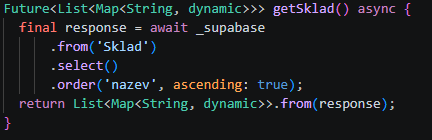 Future<List<Map<String, dynamic>>> getSklad() async {
  final response = await _supabase
      .from('Sklad')
      .select()
      .order('nazev', ascending: true);
  return List<Map<String, dynamic>>.from(response);
}